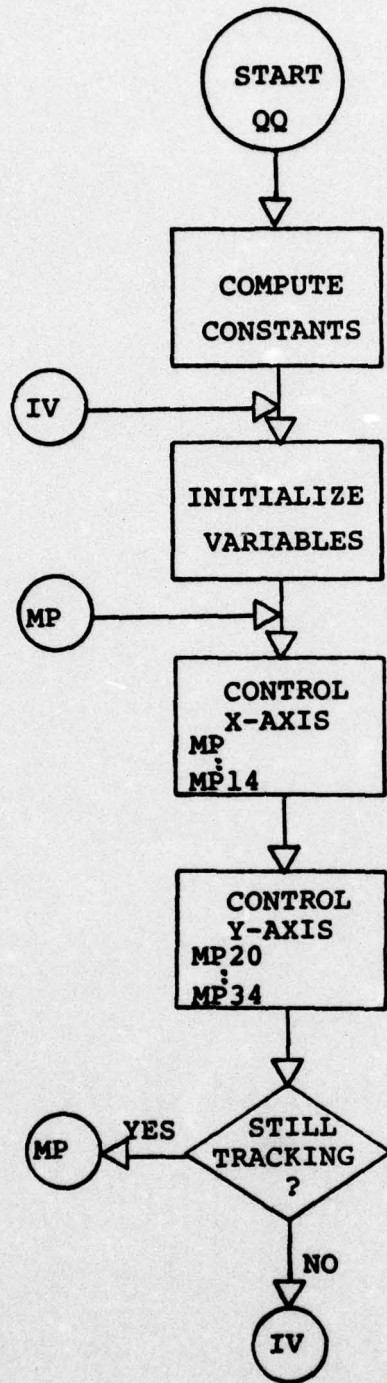 START
QQ
COMPUTE
CONSTANTS
IV
INITIALIZE
VARIABLES
MP
CONTROL
X-AXIS
MP
:
MP14
CONTROL
Y-AXIS
MP20
:
MP34
STILL
TRACKING
?
YES
MP
NO
IV